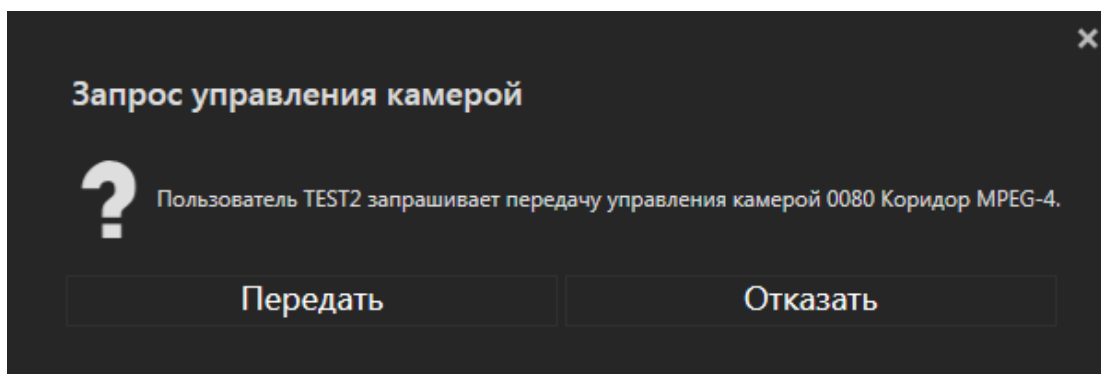 Запрос управления камерой
Пользователь TEST2 запрашивает передачу управления камерой 0080 Коридор MPEG-4.
Передать
Отказать